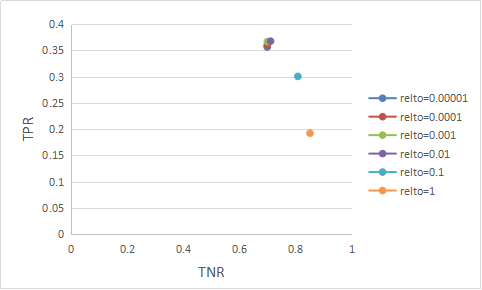 0.4
0.35
0.3
0.25
0.2
0.15
0.1
0.05
0
TPR
0 0.2 0.4 0.6 0.8 1
TNR
relto=0.00001
relto=0.0001
relto=0.001
relto=0.01
relto=0.1
relto=1